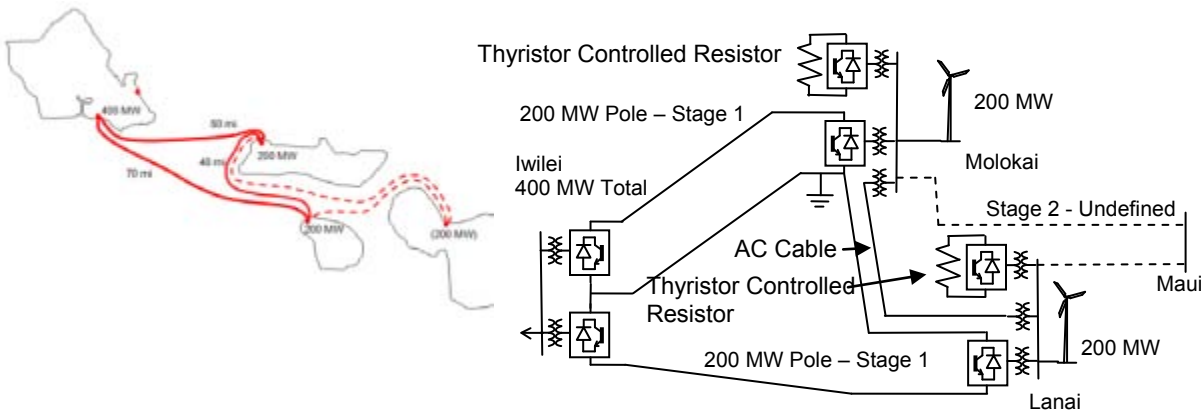 400 MW
50 mi
200 MW
40 mi
70 mi
200 MW
(200 MW)
Thyristor Controlled Resistor
200 MW Pole – Stage 1
200 MW
Iwilei
400 MW Total
Molokai
Stage 2 - Undefined
AC Cable
Thyristor Controlled
Resistor
Maui
200 MW Pole – Stage 1
200 MW
Lanai